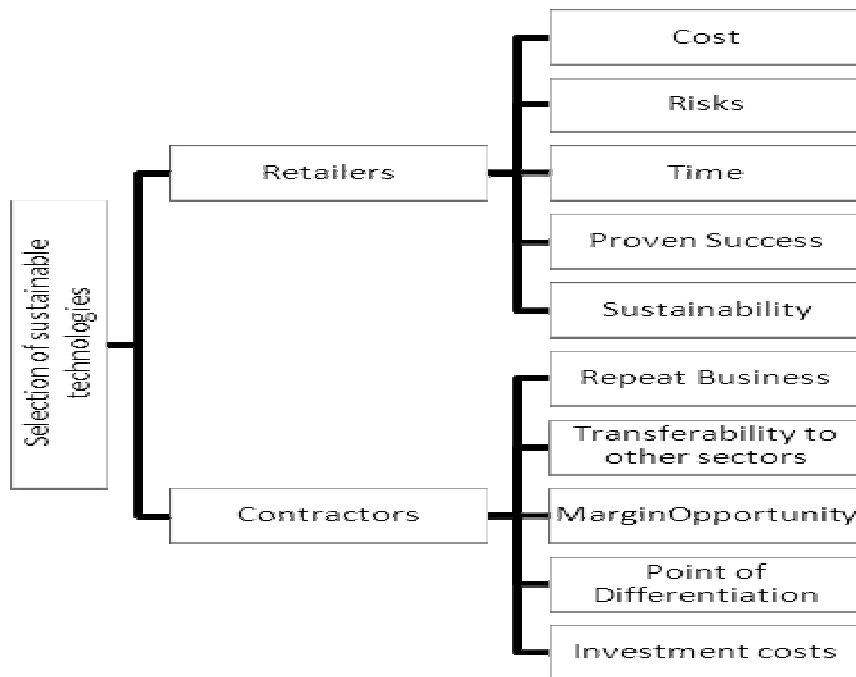 Selection of sustainable
technologies
Retailers
Cost
Risks
Time
Proven Success
Sustainability
Contractors
Repeat Business
Transferability to
other sectors
MarginOpportunity
Point of
Differentiation
Investment costs